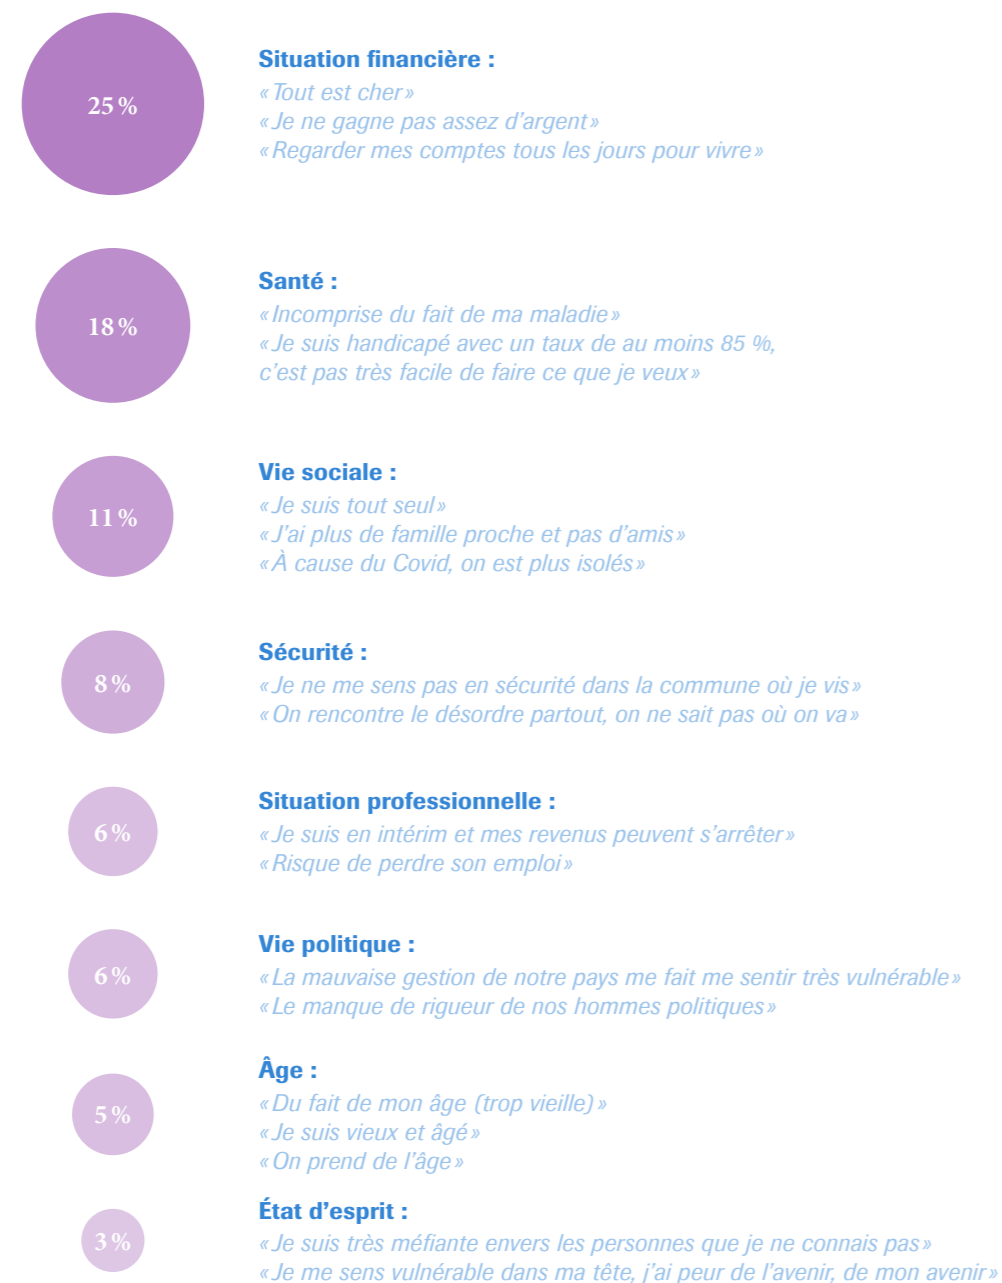 25 %
Situation financière :
« Tout est cher »
« Je ne gagne pas assez d’argent »
« Regarder mes comptes tous les jours pour vivre »
18 %
Santé :
« Incomprise du fait de ma maladie »
« Je suis handicapé avec un taux de au moins 85 %,
c’est pas très facile de faire ce que je veux »
11 %
Vie sociale :
« Je suis tout seul »
« J’ai plus de famille proche et pas d’amis »
« À cause du Covid, on est plus isolés »
8 %
Sécurité :
« Je ne me sens pas en sécurité dans la commune où je vis »
« On rencontre le désordre partout, on ne sait pas où on va »
6 %
Situation professionnelle :
« Je suis en intérim et mes revenus peuvent s’arrêter »
« Risque de perdre son emploi »
6 %
Vie politique :
« La mauvaise gestion de notre pays me fait me sentir très vulnérable »
« Le manque de rigueur de nos hommes politiques »
5 %
Âge :
« Du fait de mon âge (trop vieille) »
« Je suis vieux et âgé »
« On prend de l’âge »
3 %
État d’esprit :
« Je suis très méfiante envers les personnes que je ne connais pas »
« Je me sens vulnérable dans ma tête, j’ai peur de l’avenir, de mon avenir »